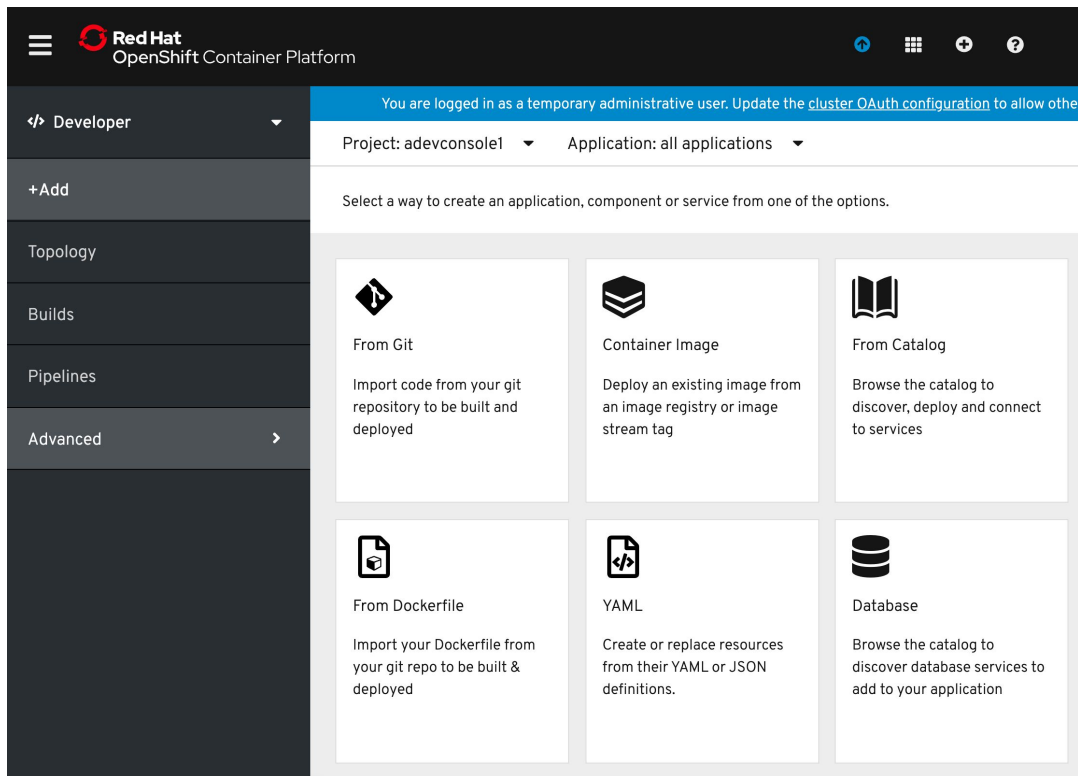 Red Hat
OpenShift Container Platform
You are logged in as a temporary administrative user. Update the cluster OAuth configuration to allow othe
</> Developer
Project: adevconsole1
Application: all applications
+Add
Select a way to create an application, component or service from one of the options.
Topology
Builds
Pipelines
Advanced
From Git
Import code from your git
repository to be built and
deployed
Container Image
Deploy an existing image from
an image registry or image
stream tag
From Catalog
Browse the catalog to
discover, deploy and connect
to services
From Dockerfile
Import your Dockerfile from
your git repo to be built &
deployed
YAML
Create or replace resources
from their YAML or JSON
definitions.
Database
Browse the catalog to
discover database services to
add to your application